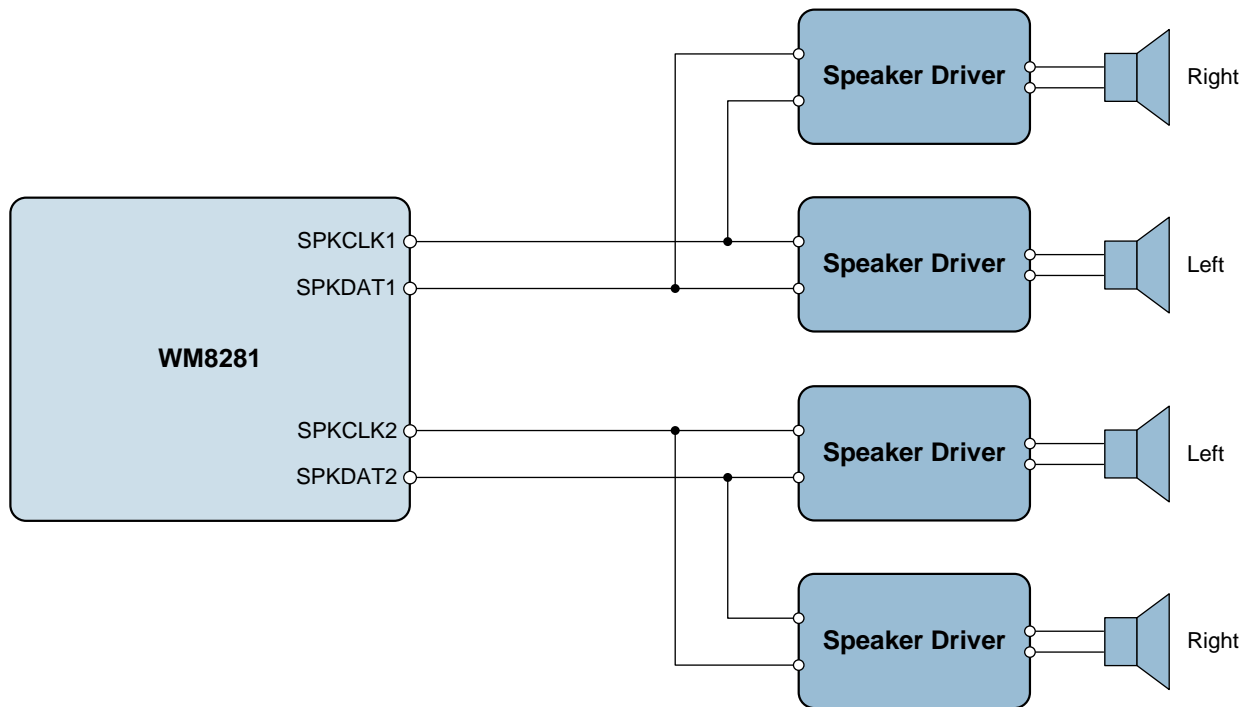 Speaker Driver
Right
SPKCLK1
SPKDAT1
WM8281
SPKCLK2
SPKDAT2
Speaker Driver
Left
Speaker Driver
Left
Speaker Driver
Right